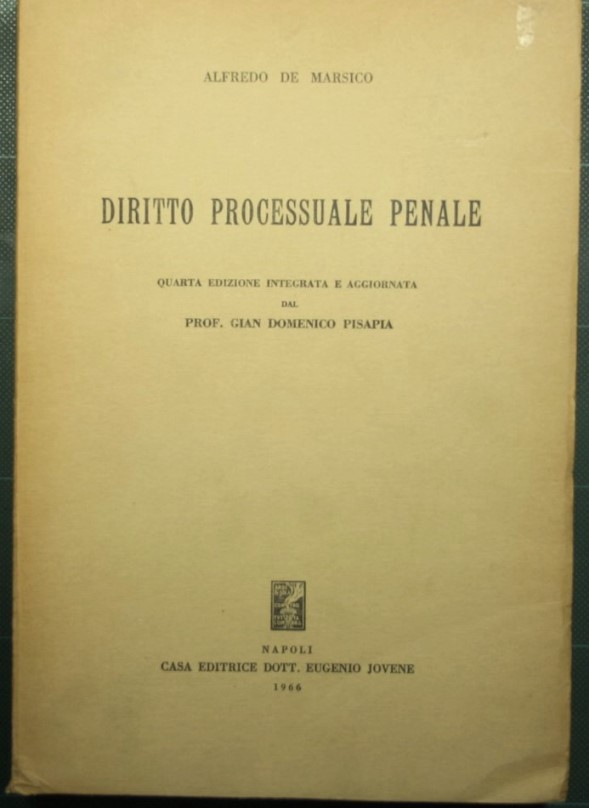 ALFREDO DE MARSICO
DIRITTO PROCESSUALE PENALE
QUARTA EDIZIONE INTEGRATA E AGGIORNATA
DAL
PROF. GIAN DOMENICO PISAPIA
NAPOLI
CASA EDITRICE DOTT. EUGENIO JOVENE
1966